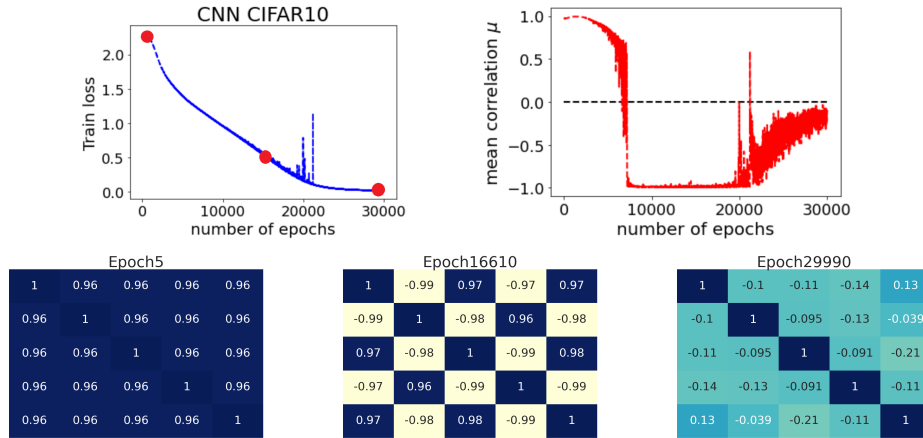 CNN CIFAR10
Train loss
2.0
1.5
1.0
0.5
0.0
0
10000
20000
30000
number of epochs
mean correlation μ
1.0
0.5
0.0
−0.5
−1.0
0
10000
20000
30000
number of epochs
Epoch5
1 0.96 0.96 0.96 0.96
0.96 1 0.96 0.96 0.96
0.96 0.96 1 0.96 0.96
0.96 0.96 0.96 1 0.96
0.96 0.96 0.96 0.96 1
Epoch16610
1 -0.99 0.97 -0.97 0.97
-0.99 1 -0.98 0.96 -0.98
0.97 -0.98 1 -0.99 0.98
-0.97 0.96 -0.99 1 -0.99
0.97 -0.98 0.98 -0.99 1
Epoch29990
1 -0.1 -0.11 -0.14 0.13
-0.1 1 -0.095 -0.13 -0.039
-0.11 -0.095 1 -0.091 -0.21
-0.14 -0.13 -0.091 1 -0.11
0.13 -0.039 -0.21 -0.11 1